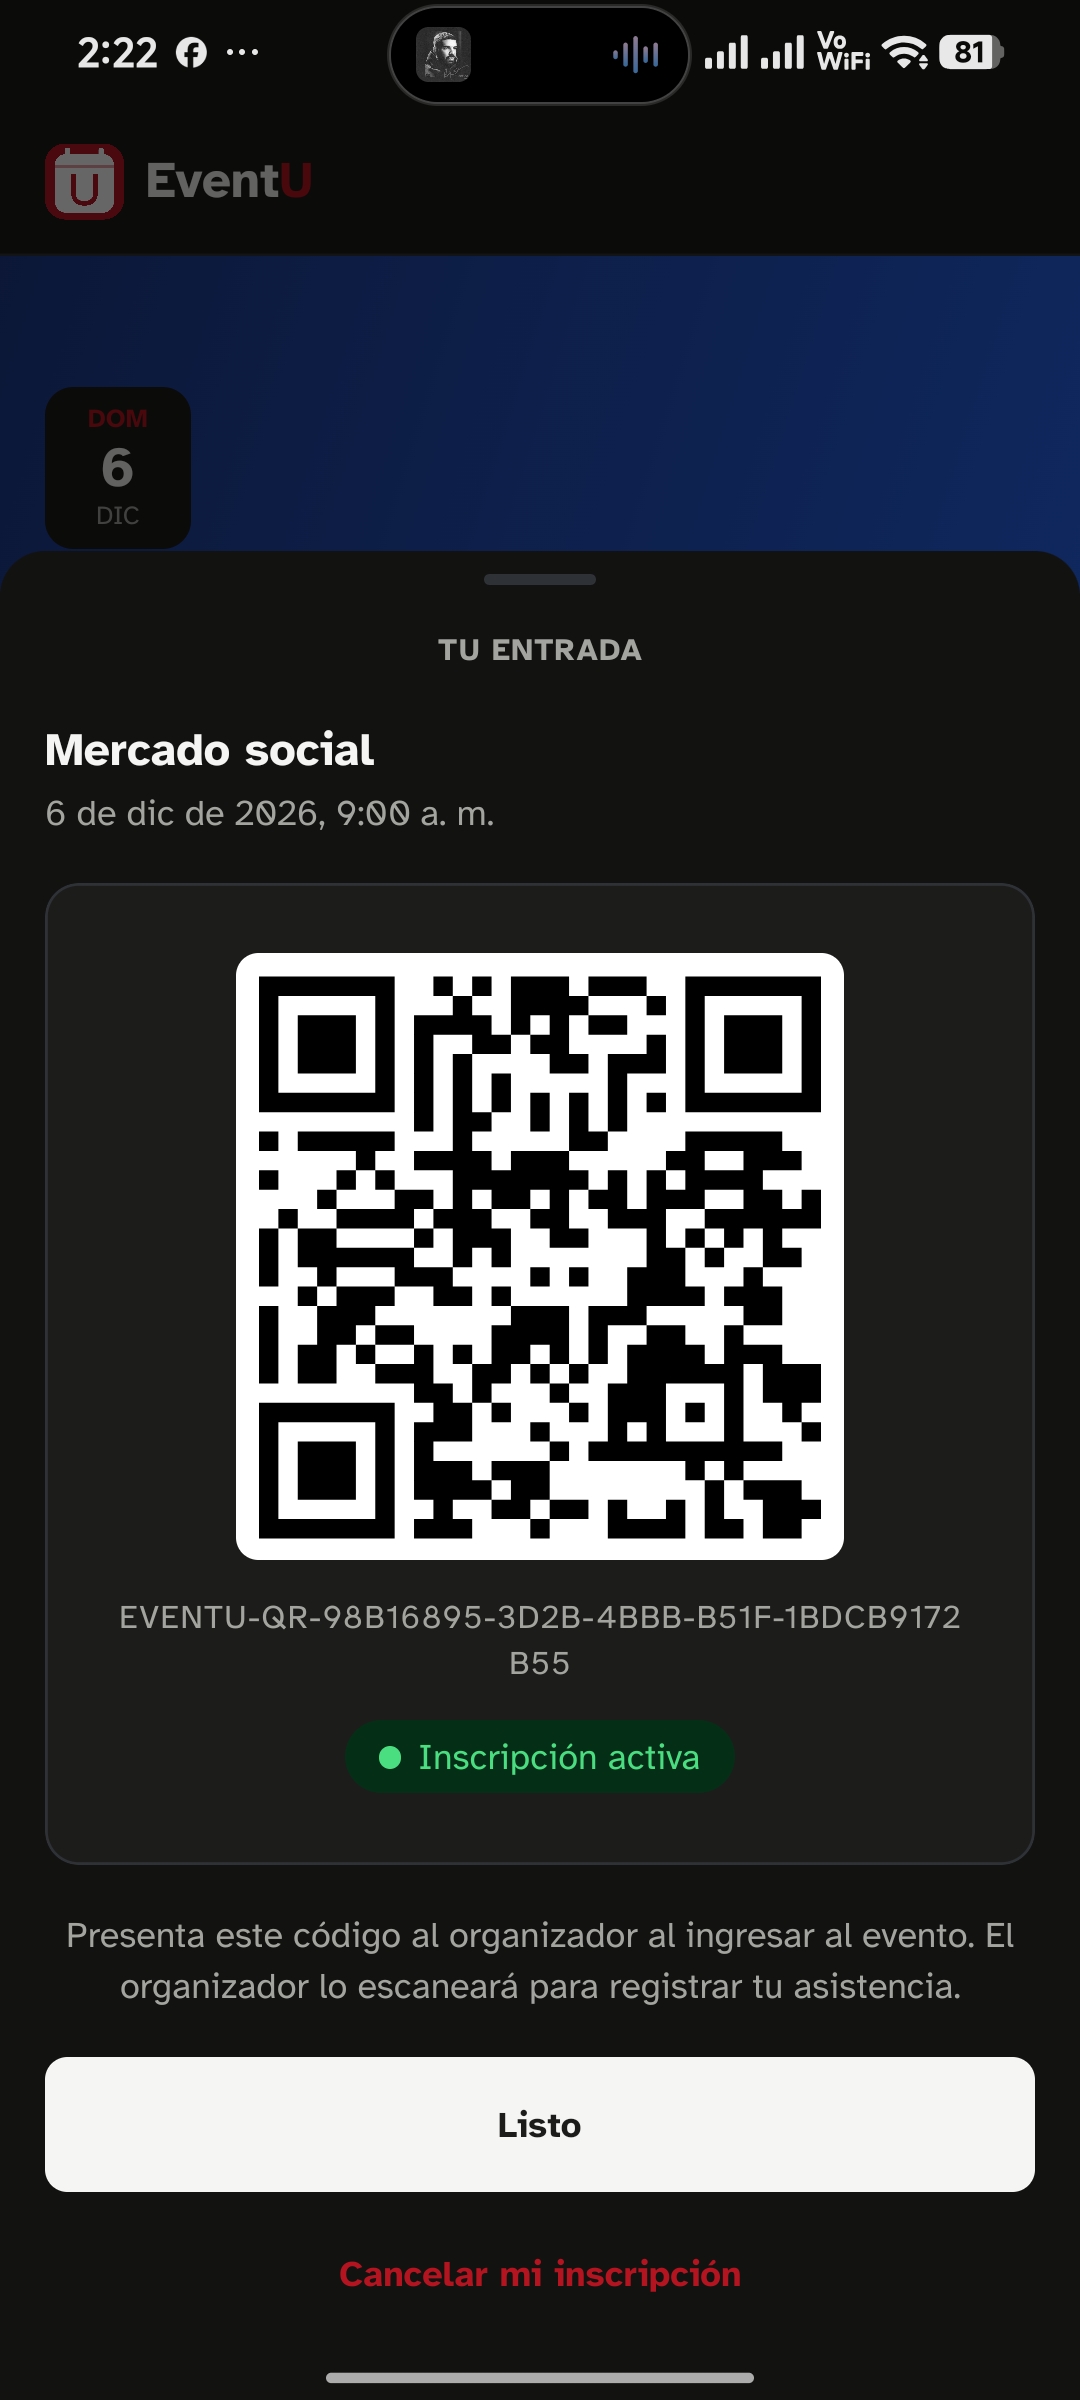 2:22
Vo
WiFi
81
EventU
DOM
6
DIC
TU ENTRADA
Mercado social
6 de dic de 2026, 9:00 a. m.
EVENTU-QR-98B16895-3D2B-4BBB-B51F-1BDCB9172
B55
Inscripción activa
Presenta este código al organizador al ingresar al evento. El
organizador lo escaneará para registrar tu asistencia.
Listo
Cancelar mi inscripción